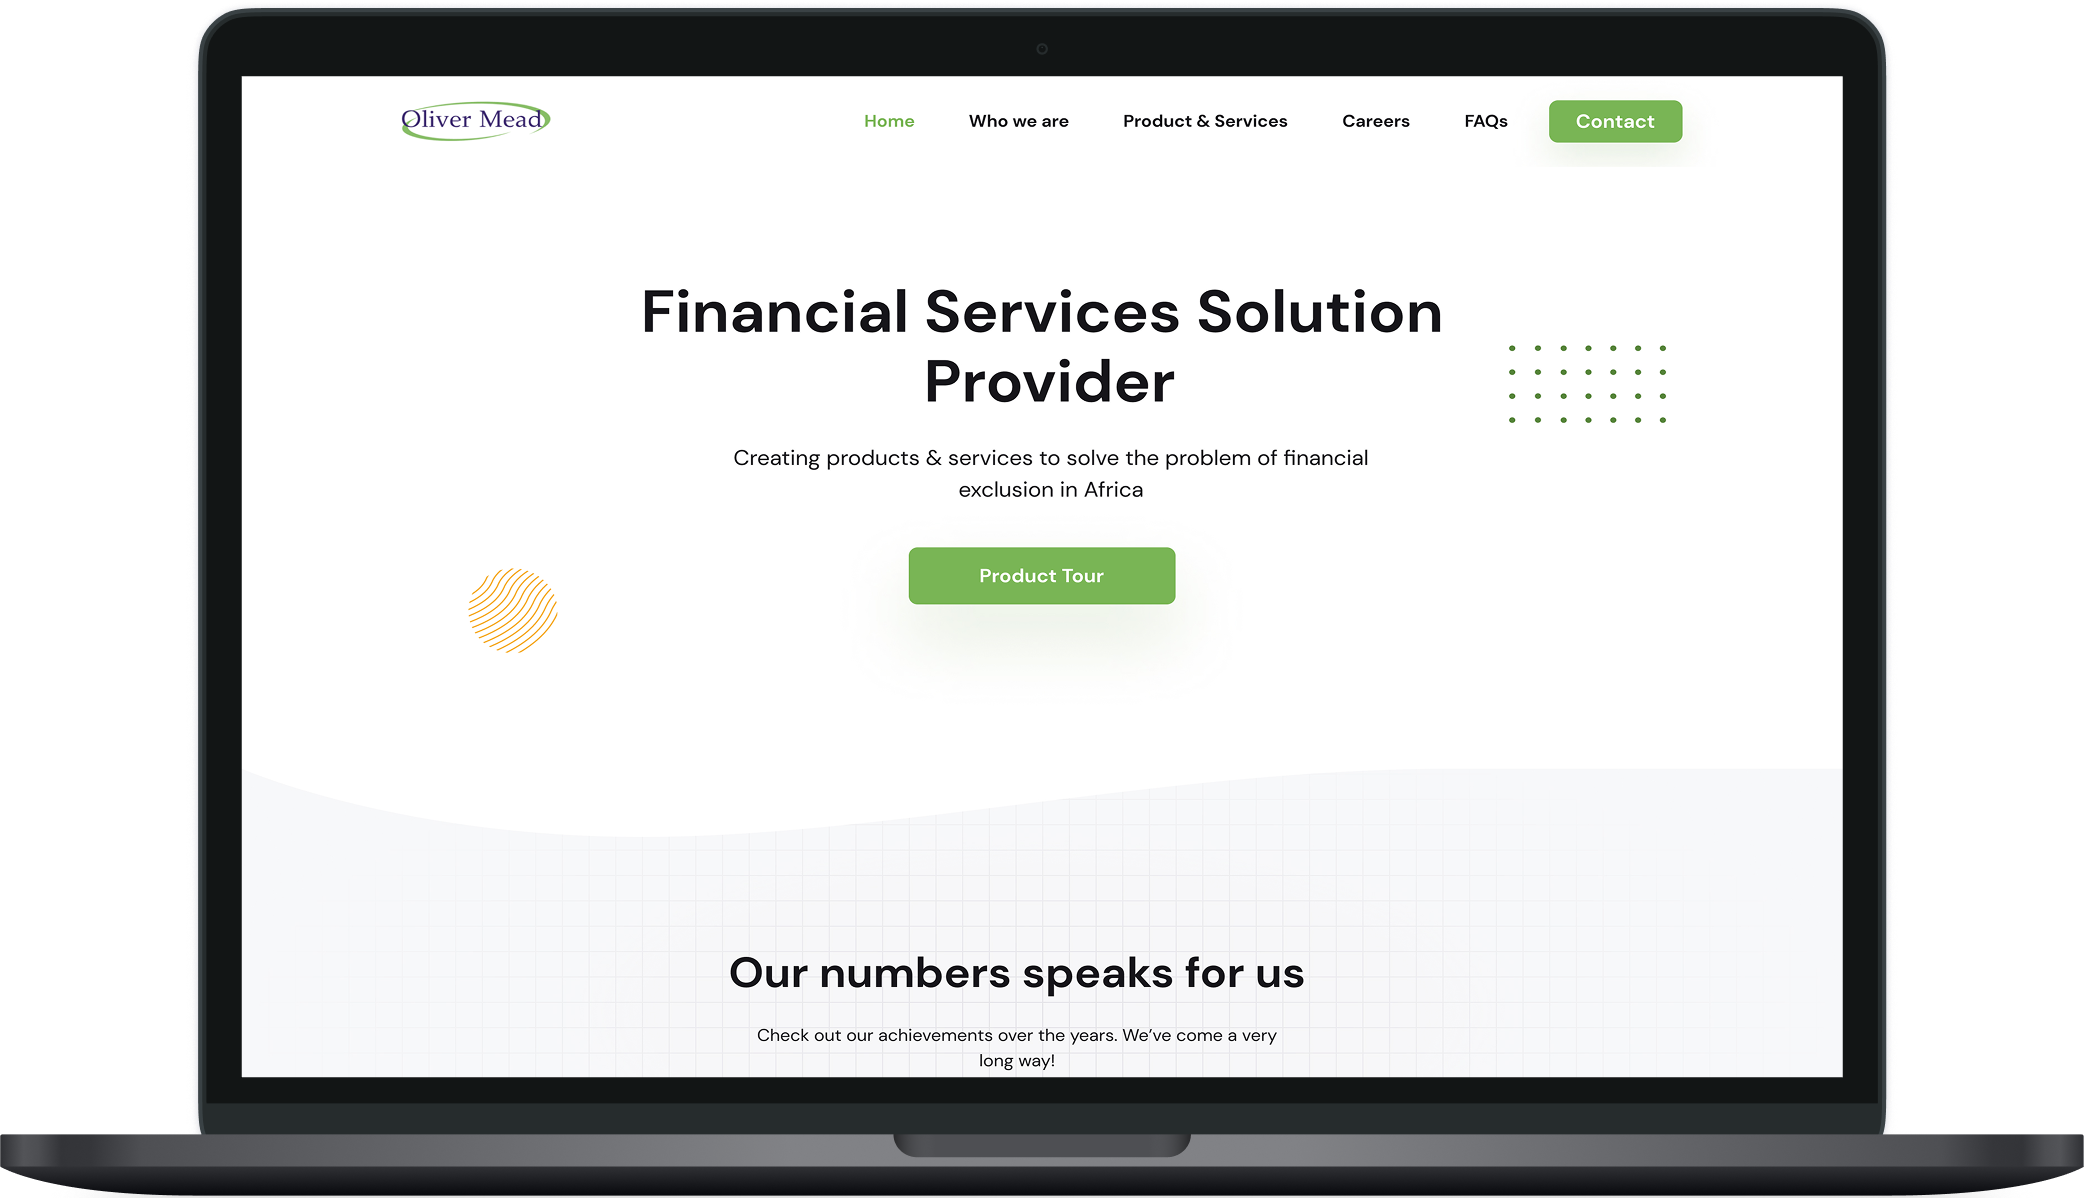 Oliver Mead
Home Who we are Product & Services Careers FAQs Contact
Financial Services Solution
Provider
Creating products & services to solve the problem of financial
exclusion in Africa
Product Tour
Our numbers speaks for us
Check out our achievements over the years. We’ve come a very
long way!